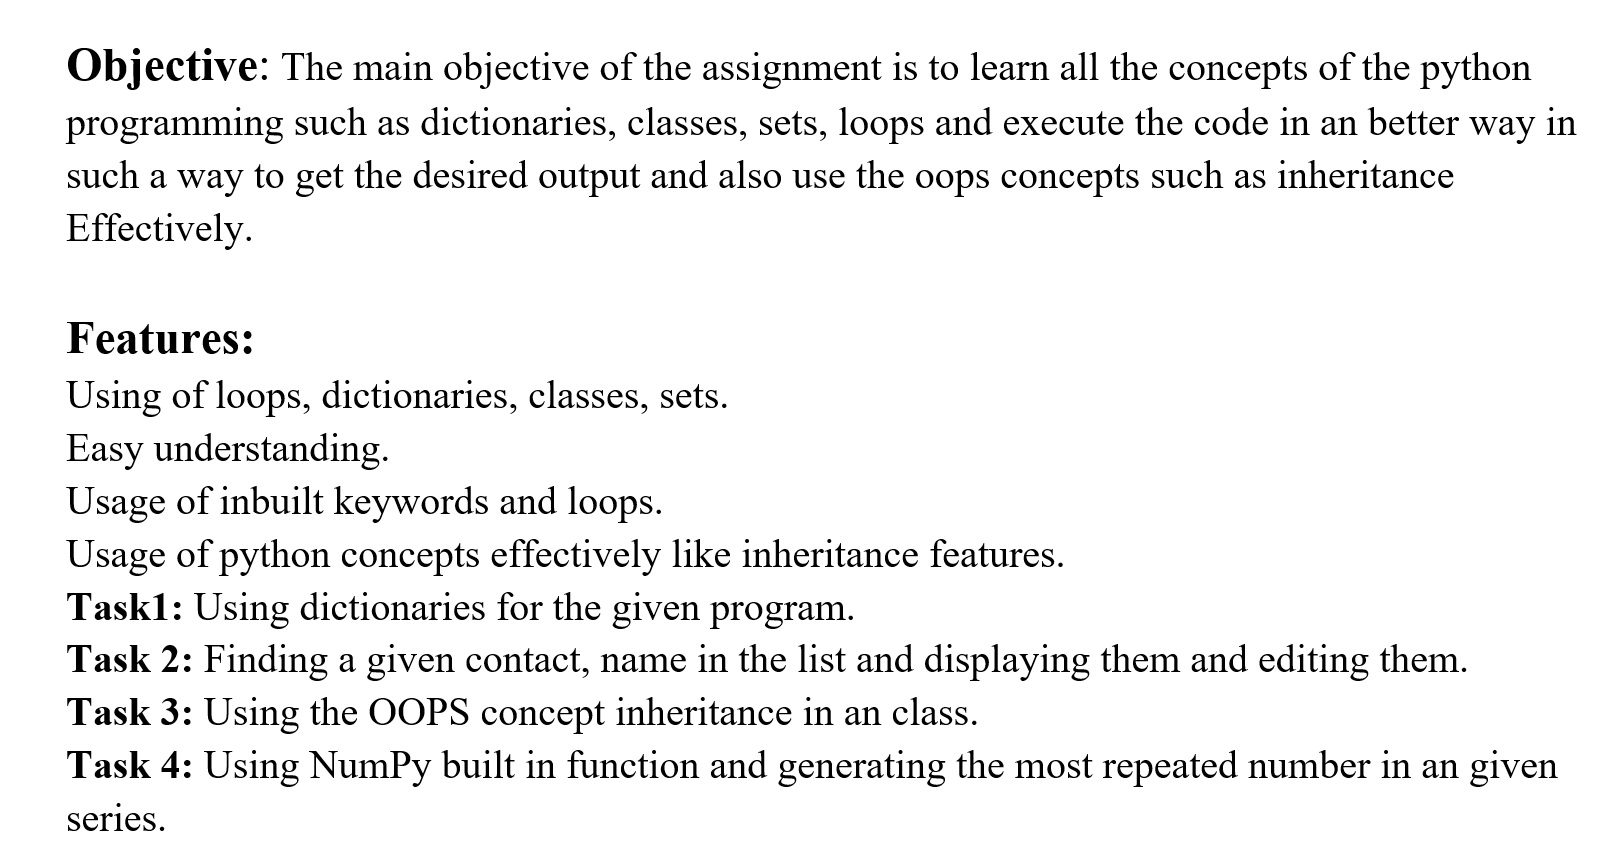 Objective: The main objective of the assignment is to learn all the concepts of the python
programming such as dictionaries, classes, sets, loops and execute the code in an better way in
such a way to get the desired output and also use the oops concepts such as inheritance
Effectively.
Features:
Using of loops, dictionaries, classes, sets.
Easy understanding.
Usage of inbuilt keywords and loops.
Usage of python concepts effectively like inheritance features.
Task1: Using dictionaries for the given program.
Task 2: Finding a given contact, name in the list and displaying them and editing them.
Task 3: Using the OOPS concept inheritance in an class.
Task 4: Using NumPy built in function and generating the most repeated number in an given
series.